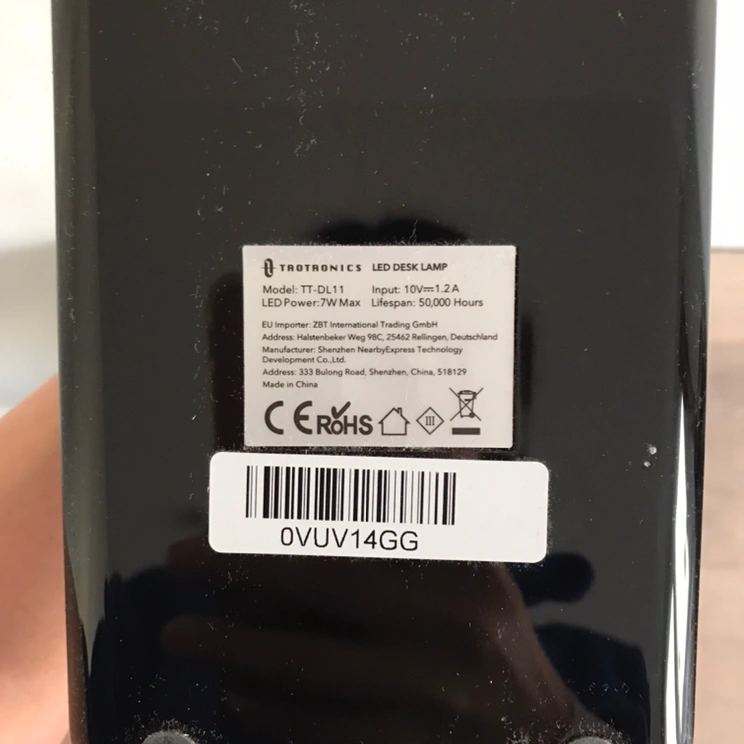 TAOTRONICS LED DESK LAMP
Model: TT-DL11 Input: 10V⎓1.2A
LED Power:7W Max Lifespan: 50,000 Hours
EU Importer: ZBT International Trading GmbH
Address: Halstenbeker Weg 98C, 25462 Rellingen, Deutschland
Manufacturer: Shenzhen NearbyExpress Technology
Development Co.,Ltd.
Address: 333 Bulong Road, Shenzhen, China, 518129
Made in China
CE RoHS III
0VUV14GG